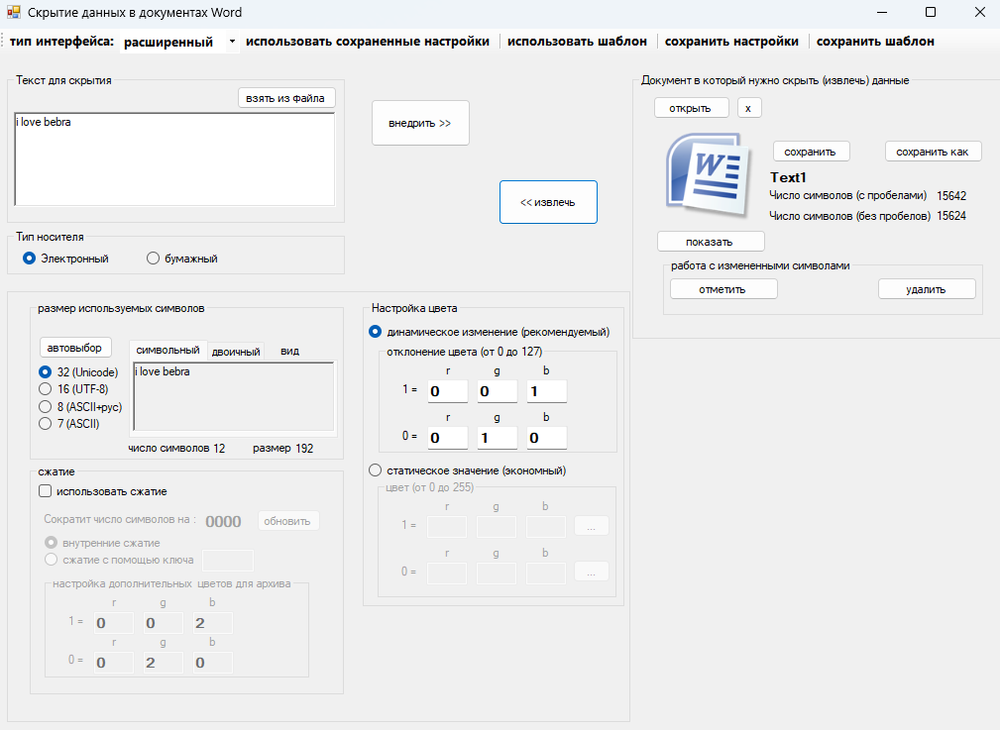 Скрытие данных в документах Word
тип интерфейса: расширенный использовать сохраненные настройки использовать шаблон сохранить настройки сохранить шаблон
Текст для скрытия
взять из файла
i love bebra
внедрить >>
<< извлечь
Тип носителя
Электронный бумажный
Документ в который нужно скрыть (извлечь) данные
открыть x
W
сохранить сохранить как
Text1
Число символов (с пробелами) 15642
Число символов (без пробелов) 15624
показать
работа с измененными символами
отметить удалить
размер используемых символов
автовыбор
символьный двоичный вид
32 (Unicode)
16 (UTF-8)
8 (ASCII+рус)
7 (ASCII)
i love bebra
число символов 12 размер 192
сжатие
использовать сжатие
Сократит число символов на : 0000 обновить
внутренние сжатие
сжатие с помощью ключа
настройка дополнительных цветов для архива
r g b
1 = 0 0 2
r g b
0 = 0 2 0
Настройка цвета
динамическое изменение (рекомендуемый)
отклонение цвета (от 0 до 127)
r g b
1 = 0 0 1
r g b
0 = 0 1 0
статическое значение (экономный)
цвет (от 0 до 255)
r g b
1 = ...
r g b
0 = ...